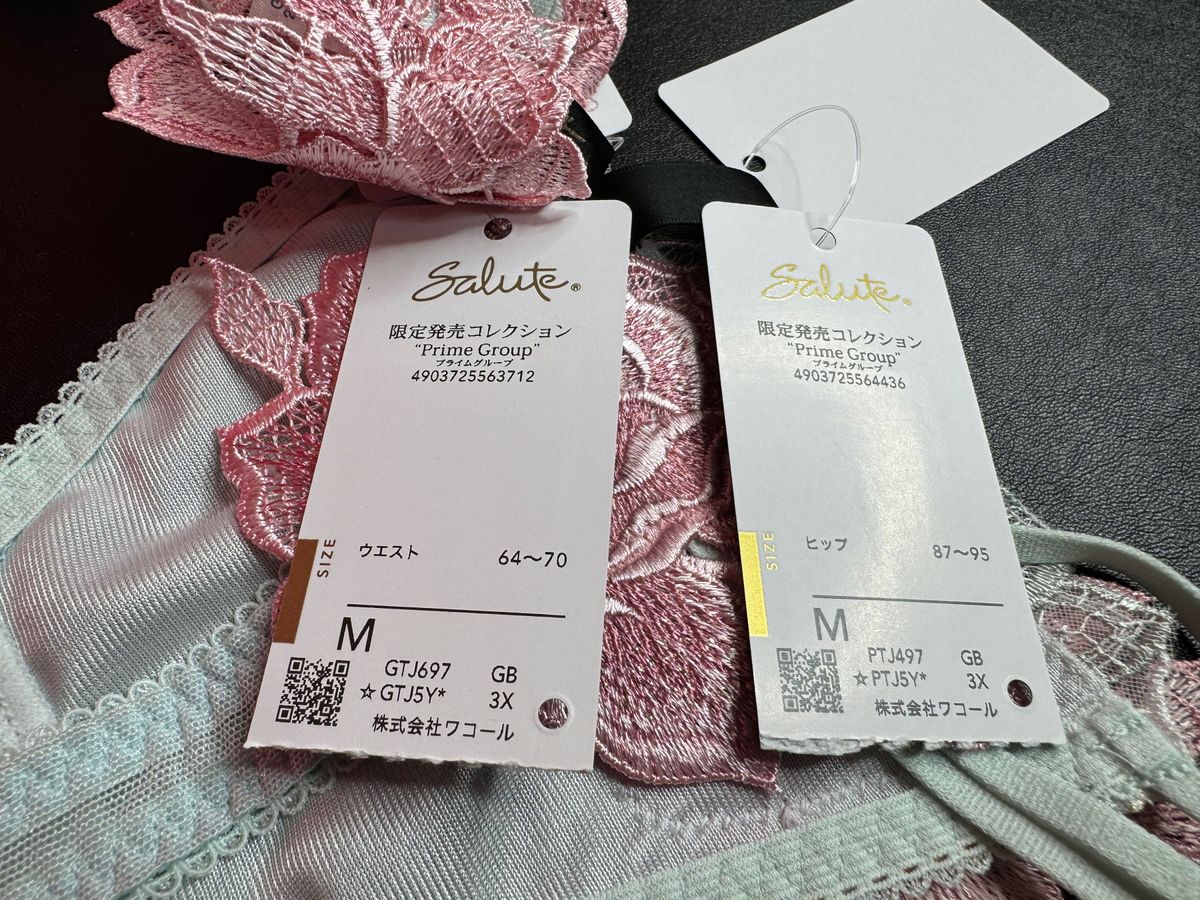 Salute®
限定発売コレクション
“Prime Group”
プライムグループ
4903725563712
SIZE
ウエスト 64〜70
M
GTJ697 GB
☆GTJ5Y* 3X
株式会社ワコール
Salute®
限定発売コレクション
“Prime Group”
プライムグループ
4903725564436
SIZE
ヒップ 87〜95
M
PTJ497 GB
☆PTJ5Y* 3X
株式会社ワコール